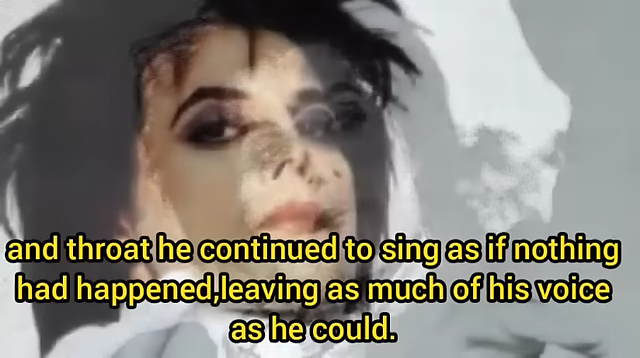 and throat he continued to sing as if nothing
had happened,leaving as much of his voice
as he could.